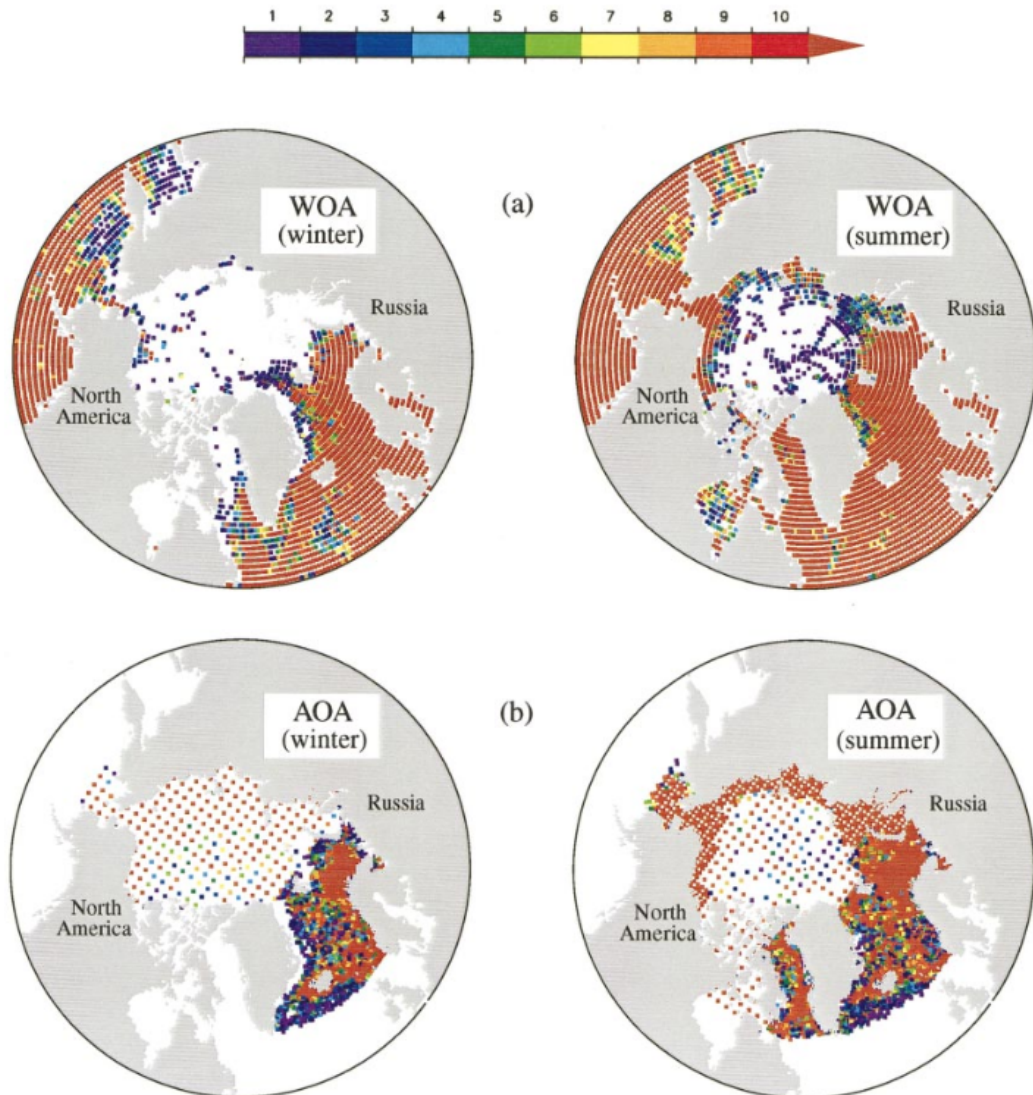 1 2 3 4 5 6 7 8 9 10
WOA
(winter)
Russia
North
America
(a)
WOA
(summer)
Russia
North
America
AOA
(winter)
Russia
North
America
(b)
AOA
(summer)
Russia
North
America